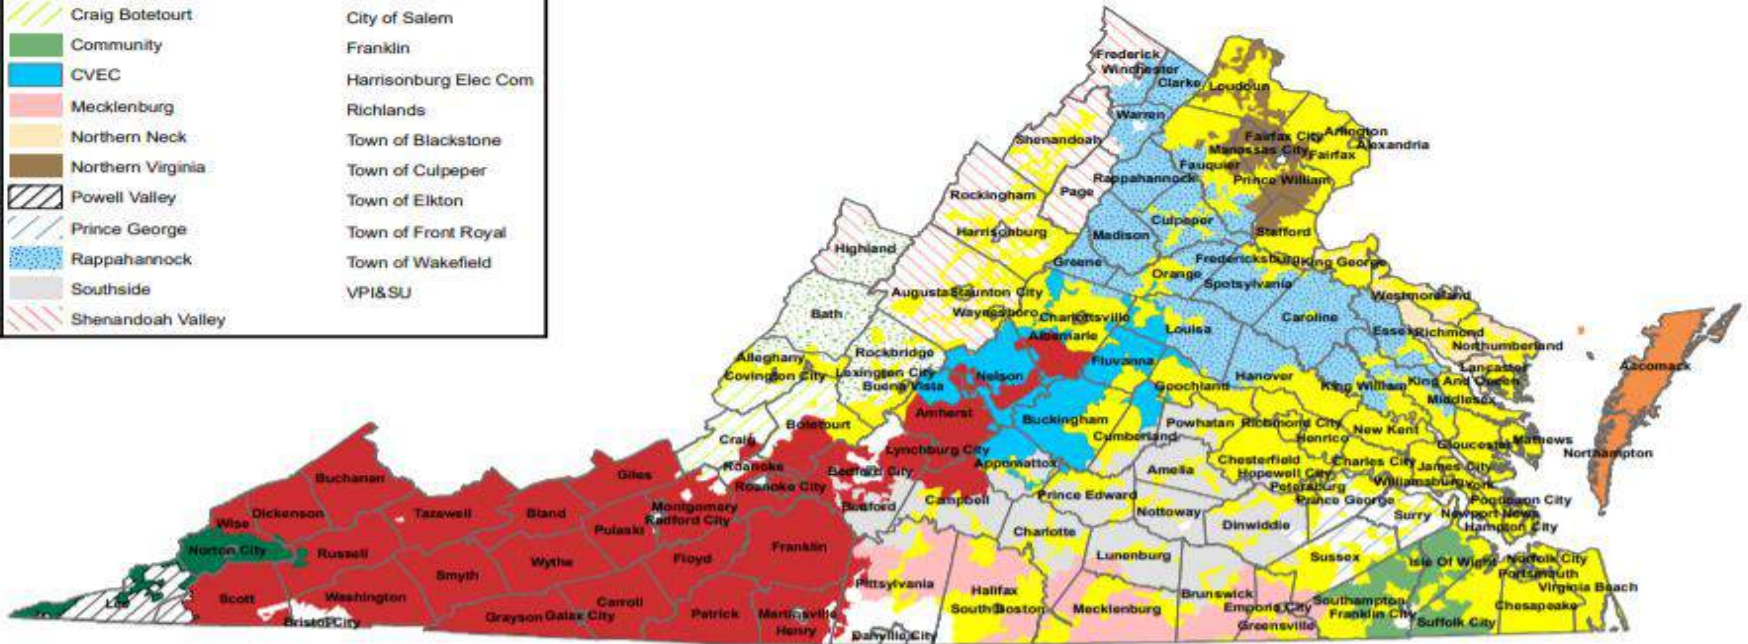 Craig Botetourt
City of Salem
Community
Franklin
CVEC
Harrisonburg Elec Com
Mecklenburg
Richlands
Northern Neck
Town of Blackstone
Northern Virginia
Town of Culpeper
Powell Valley
Town of Elkton
Prince George
Town of Front Royal
Rappahannock
Town of Wakefield
Southside
VPI&SU
Shenandoah Valley
Frederick
Winchester
Clarke
Loudoun
Warren
Shenandoah
Fairfax City
Arlington
Alexandria
Manassas City
Fairfax
Fauquier
Rappahannock
Prince William
Page
Rockingham
Culpeper
Harrisonburg
Madison
Stafford
Highland
Greene
Fredericksburg
King George
Orange
Spotsylvania
Augusta
Staunton City
Westmoreland
Waynesboro
Charlottsville
Caroline
Bath
Louisa
Essex
Richmond
Albemarle
Northumberland
Alleghany
Rockbridge
Fluvanna
Lancaster
Accomack
Covington City
Lexington City
Nelson
Hanover
Buena Vista
Goochland
King William
King And Queen
Middlesex
Amherst
Buckingham
Botetourt
Powhatan
Richmond City
New Kent
Craig
Cumberland
Henrico
Gloucester
Mathews
Lynchburg City
Northampton
Roanoke
Bedford City
Appomattox
Amelia
Chesterfield
Charles City
James City
Giles
Hopewell City
Buchanan
Roanoke City
Petersburg
Williamsburg
York
Campbell
Prince Edward
Prince George
Poquoson City
Montgomery
Bedford
Nottoway
Surry
Newport News
Dickenson
Tazewell
Bland
Radford City
Hampton City
Wise
Pulaski
Charlotte
Dinwiddie
Norton City
Russell
Franklin
Lunenburg
Sussex
Isle Of Wight
Norfolk City
Wythe
Floyd
Portsmouth
Smyth
Pittsylvania
Halifax
Virginia Beach
Lee
Scott
Washington
Brunswick
Southampton
Carroll
South Boston
Mecklenburg
Emporia City
Chesapeake
Grayson
Galax City
Patrick
Martinsville
Franklin City
Bristol City
Henry
Greensville
Suffolk City
Danville City